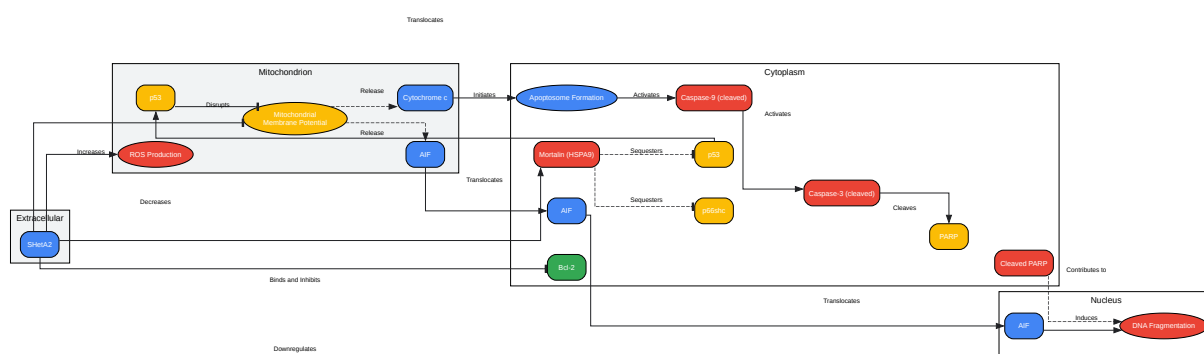 Translocates
Mitochondrion
Cytoplasm
p53
Disrupts
Mitochondrial
Membrane Potential
Release
Cytochrome c
Initiates
Apoptosome Formation
Activates
Caspase-9 (cleaved)
Activates
Release
Increases
ROS Production
AIF
Mortalin (HSPA9)
Sequesters
p53
Translocates
Caspase-3 (cleaved)
Cleaves
Decreases
Sequesters
AIF
p66shc
Extracellular
SHetA2
PARP
Bcl-2
Cleaved PARP
Contributes to
Binds and Inhibits
Translocates
Nucleus
AIF
Induces
DNA Fragmentation
Downregulates